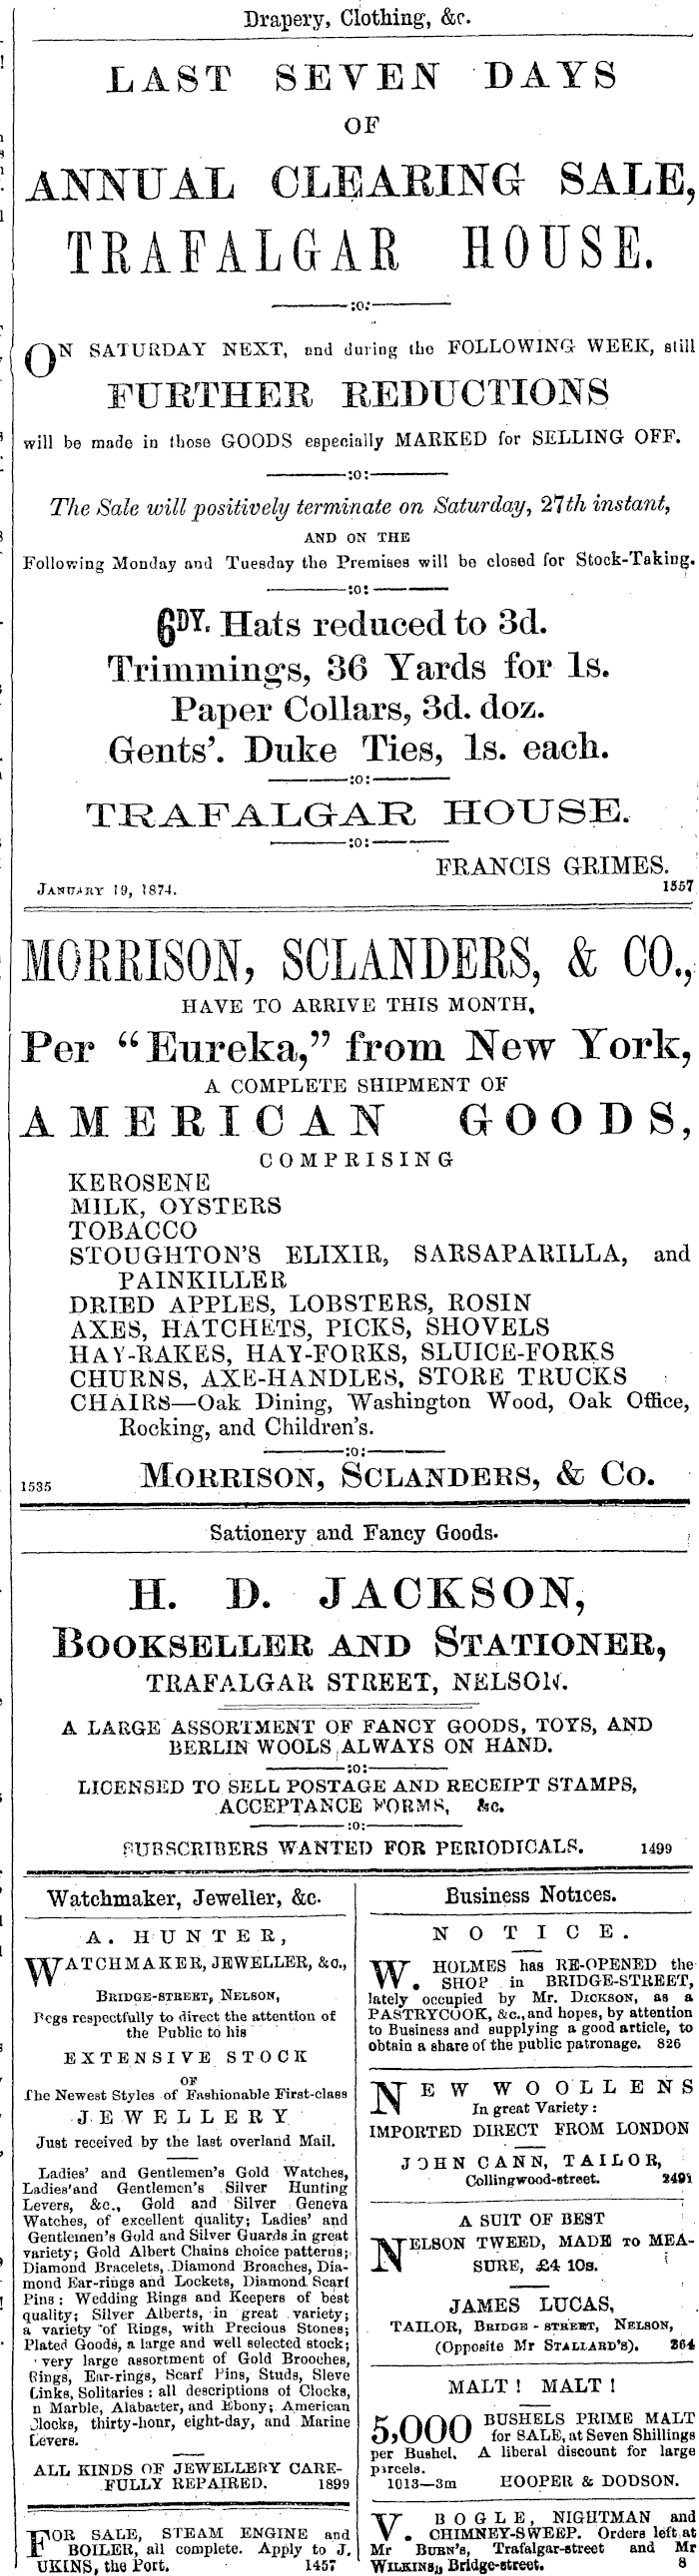 Drapery, Clothing, &c.
LAST SEVEN DAYS
OF
ANNUAL CLEARING SALE,
TRAFALGAR HOUSE.
:o:
ON SATURDAY NEXT, and during the FOLLOWING WEEK, still
FURTHER REDUCTIONS
will be made in those GOODS especially MARKED for SELLING OFF.
:o:
The Sale will positively terminate on Saturday, 27th instant,
AND ON THE
Following Monday and Tuesday the Premises will be closed for Stock-Taking.
:o:
6DY. Hats reduced to 3d.
Trimmings, 36 Yards for 1s.
Paper Collars, 3d. doz.
Gents'. Duke Ties, 1s. each.
:o:
TRAFALGAR HOUSE.
:o:
FRANCIS GRIMES.
JANUARY 19, 1874. 1557
MORRISON, SCLANDERS, & CO.,
HAVE TO ARRIVE THIS MONTH,
Per "Eureka," from New York,
A COMPLETE SHIPMENT OF
AMERICAN GOODS,
COMPRISING
KEROSENE
MILK, OYSTERS
TOBACCO
STOUGHTON'S ELIXIR, SARSAPARILLA, and
PAINKILLER
DRIED APPLES, LOBSTERS, ROSIN
AXES, HATCHETS, PICKS, SHOVELS
HAY-RAKES, HAY-FORKS, SLUICE-FORKS
CHURNS, AXE-HANDLES, STORE TRUCKS
CHAIRS—Oak Dining, Washington Wood, Oak Office,
Rocking, and Children's.
:o:
1535 MORRISON, SCLANDERS, & CO.
Sationery and Fancy Goods.
H. D. JACKSON,
BOOKSELLER AND STATIONER,
TRAFALGAR STREET, NELSON.
A LARGE ASSORTMENT OF FANCY GOODS, TOYS, AND
BERLIN WOOLS ALWAYS ON HAND.
:o:
LICENSED TO SELL POSTAGE AND RECEIPT STAMPS,
ACCEPTANCE FORMS, &c.
:o:
SUBSCRIBERS WANTED FOR PERIODICALS. 1499
Watchmaker, Jeweller, &c.
A. HUNTER,
WATCHMAKER, JEWELLER, &c.,
BRIDGE-STREET, NELSON,
Begs respectfully to direct the attention of
the Public to his
EXTENSIVE STOCK
OF
The Newest Styles of Fashionable First-class
JEWELLERY
Just received by the last overland Mail.
Ladies' and Gentlemen's Gold Watches,
Ladies'and Gentlemen's Silver Hunting
Levers, &c., Gold and Silver Geneva
Watches, of excellent quality; Ladies' and
Gentlemen's Gold and Silver Guards in great
variety; Gold Albert Chains choice patterns;
Diamond Bracelets, Diamond Broaches, Dia-
mond Ear-rings and Lockets, Diamond Scarf
Pins: Wedding Rings and Keepers of best
quality; Silver Alberts, in great variety;
a variety of Rings, with Precious Stones;
Plated Goods, a large and well selected stock;
very large assortment of Gold Brooches,
Rings, Ear-rings, Scarf Pins, Studs, Sleve
Links, Solitaries: all descriptions of Clocks,
n Marble, Alabatter, and Ebony; American
Clocks, thirty-hour, eight-day, and Marine
Levers.
ALL KINDS OF JEWELLERY CARE-
FULLY REPAIRED. 1899
FOR SALE, STEAM ENGINE and
BOILER, all complete. Apply to J.
UKINS, the Port. 1457
Business Notices.
NOTICE.
W. HOLMES has RE-OPENED the
SHOP in BRIDGE-STREET,
lately occupied by Mr. DICKSON, as a
PASTRYCOOK, &c., and hopes, by attention
to Business and supplying a good article, to
obtain a share of the public patronage. 826
NEW WOOLLENS
In great Variety:
IMPORTED DIRECT FROM LONDON
JOHN CANN, TAILOR,
Collingwood-street. 2491
A SUIT OF BEST
NELSON TWEED, MADE TO MEA-
SURE, £4 10s.
JAMES LUCAS,
TAILOR, BRIDGE-STREET, NELSON,
(Opposite Mr STALLARD'S). 264
MALT! MALT!
5,000 BUSHELS PRIME MALT
for SALE, at Seven Shillings
per Bushel. A liberal discount for large
parcels.
1013—3m HOOPER & DODSON.
V. BOGLE, NIGHTMAN and
CHIMNEY-SWEEP. Orders left at
Mr BURN'S, Trafalgar-street and Mr
WILKINS, Bridge-street. 8